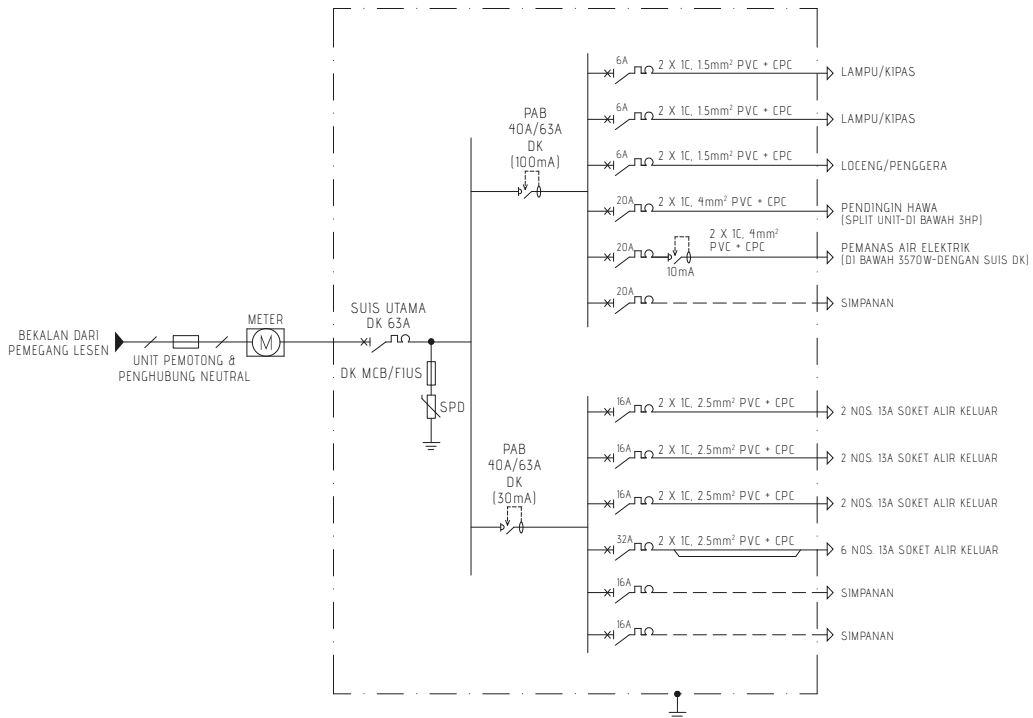 BEKALAN DARI
PEMEGANG LESEN
UNIT PEMOTONG &
PENGHUBUNG NEUTRAL
METER
M
SUIS UTAMA
DK 63A
DK MCB/FIUS
SPD
PAB
40A/63A
DK
(100mA)
6A
2 X 1C, 1.5mm² PVC + CPC
LAMPU/KIPAS
6A
2 X 1C, 1.5mm² PVC + CPC
LAMPU/KIPAS
6A
2 X 1C, 1.5mm² PVC + CPC
LOCENG/PENGGERA
20A
2 X 1C, 4mm² PVC + CPC
PENDINGIN HAWA
(SPLIT UNIT-DI BAWAH 3HP)
20A
10mA
2 X 1C, 4mm²
PVC + CPC
PEMANAS AIR ELEKTRIK
(DI BAWAH 3570W-DENGAN SUIS DK)
20A
SIMPANAN
PAB
40A/63A
DK
(30mA)
16A
2 X 1C, 2.5mm² PVC + CPC
2 NOS. 13A SOKET ALIR KELUAR
16A
2 X 1C, 2.5mm² PVC + CPC
2 NOS. 13A SOKET ALIR KELUAR
16A
2 X 1C, 2.5mm² PVC + CPC
2 NOS. 13A SOKET ALIR KELUAR
32A
2 X 1C, 2.5mm² PVC + CPC
6 NOS. 13A SOKET ALIR KELUAR
16A
SIMPANAN
16A
SIMPANAN